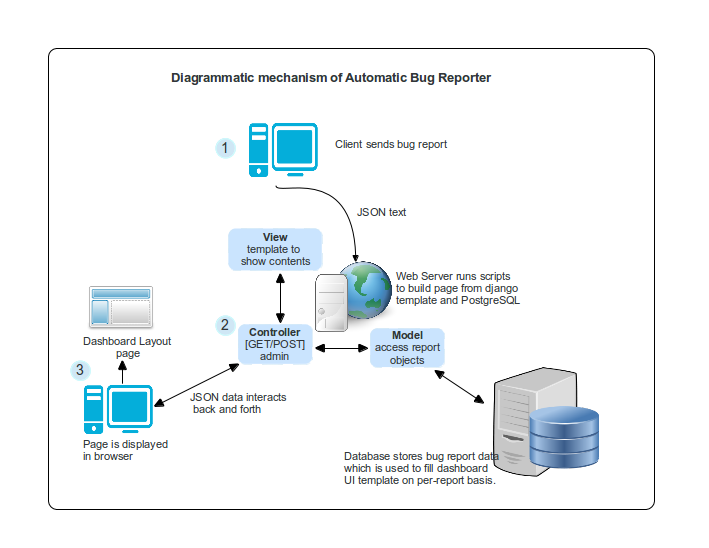 Diagrammatic mechanism of Automatic Bug Reporter
1
Client sends bug report
JSON text
View
template to
show contents
Web Server runs scripts
to build page from django
template and PostgreSQL
2
Controller
[GET/POST]
admin
Model
access report
objects
Dashboard Layout
page
3
JSON data interacts
back and forth
Page is displayed
in browser
Database stores bug report data
which is used to fill dashboard
UI template on per-report basis.